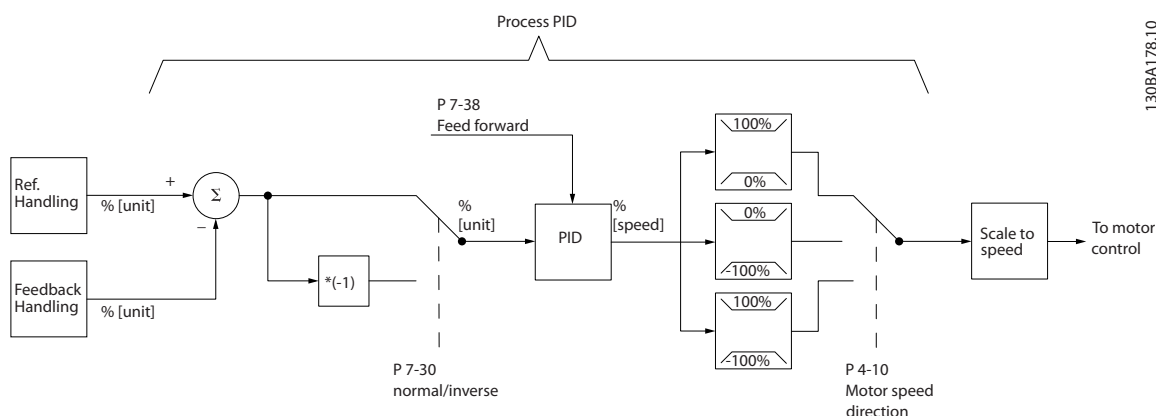 Process PID
130BA178.10
P 7-38
Feed forward
100%
0%
Ref.
Handling
% [unit]
+
Σ
−
%
[unit]
PID
%
[speed]
0%
-100%
Scale to
speed
To motor
control
Feedback
Handling
% [unit]
*(-1)
100%
-100%
P 7-30
normal/inverse
P 4-10
Motor speed
direction